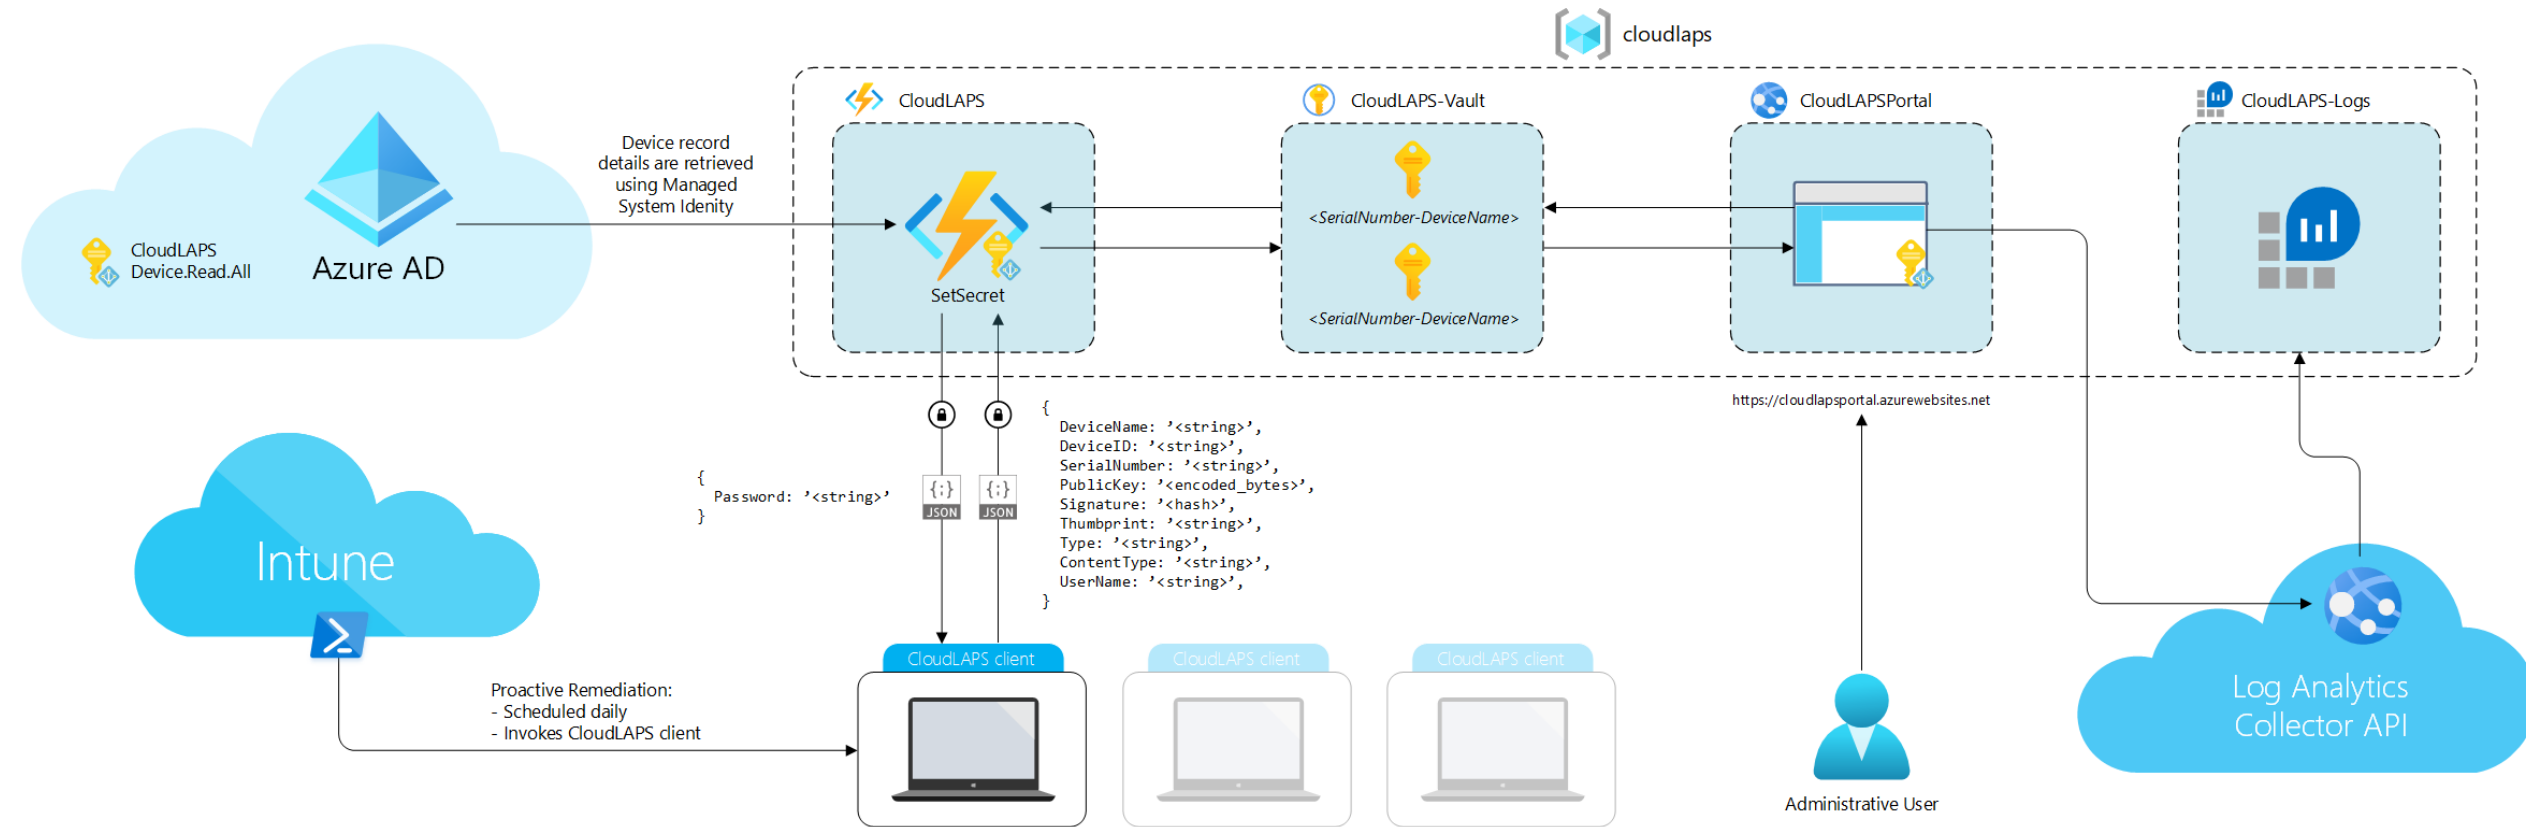 cloudlaps
CloudLAPS
CloudLAPS-Vault
CloudLAPSPortal
CloudLAPS-Logs
Device record
details are retrieved
using Managed
System Idenity
CloudLAPS
Device.Read.All
Azure AD
SetSecret
<SerialNumber-DeviceName>
<SerialNumber-DeviceName>
https://cloudlapsportal.azurewebsites.net
{
Password: ’<string>’
}
JSON
JSON
{
DeviceName: ’<string>’,
DeviceID: ’<string>’,
SerialNumber: ’<string>’,
PublicKey: ’<encoded_bytes>’,
Signature: ’<hash>’,
Thumbprint: ’<string>’,
Type: ’<string>’,
ContentType: ’<string>’,
UserName: ’<string>’,
}
Intune
Proactive Remediation:
- Scheduled daily
- Invokes CloudLAPS client
CloudLAPS client
CloudLAPS client
CloudLAPS client
Administrative User
Log Analytics
Collector API